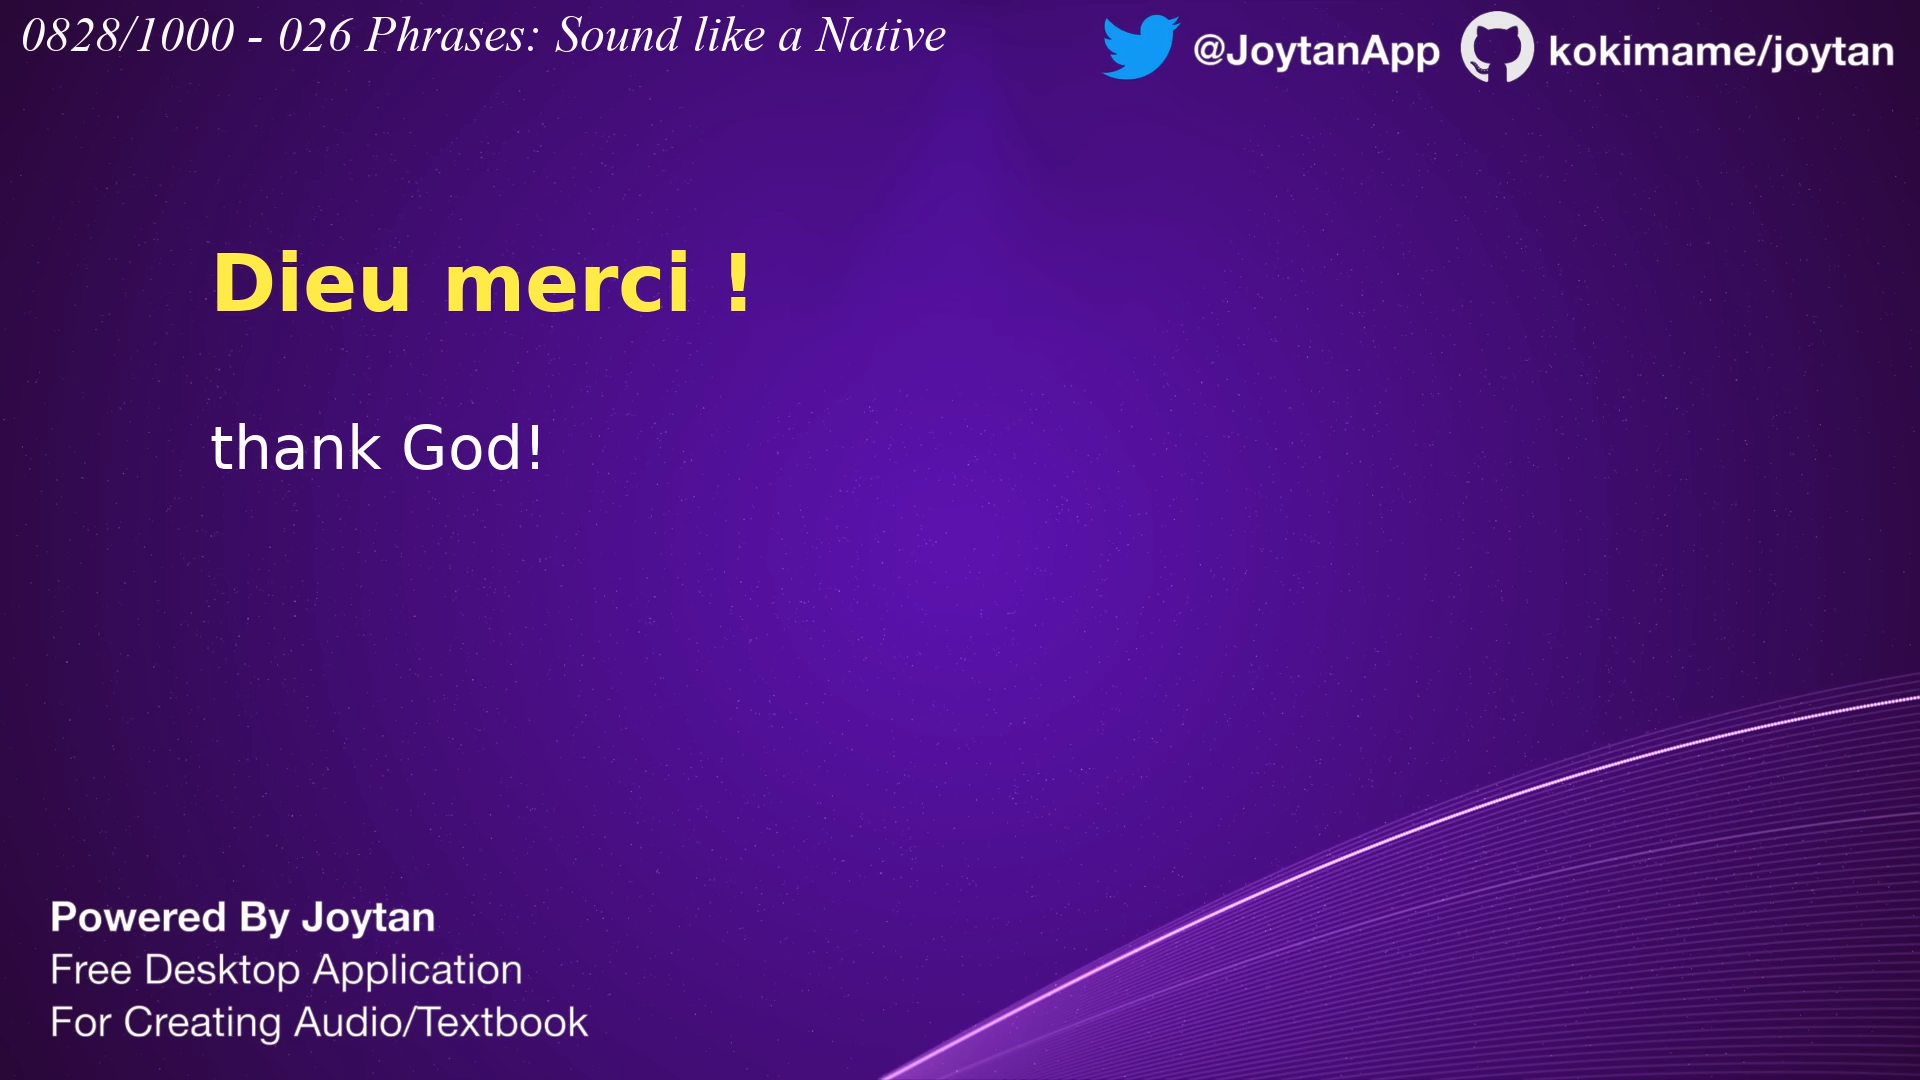 0828/1000 - 026 Phrases: Sound like a Native
@JoytanApp
kokimame/joytan
Dieu merci !
thank God!
Powered By Joytan
Free Desktop Application
For Creating Audio/Textbook